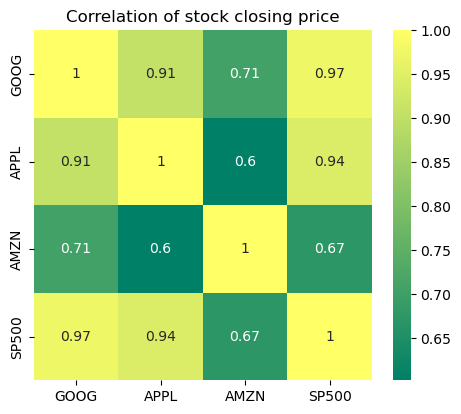 Correlation of stock closing price
GOOG 1 0.91 0.71 0.97
APPL 0.91 1 0.6 0.94
AMZN 0.71 0.6 1 0.67
SP500 0.97 0.94 0.67 1
GOOG APPL AMZN SP500
1.00
0.95
0.90
0.85
0.80
0.75
0.70
0.65